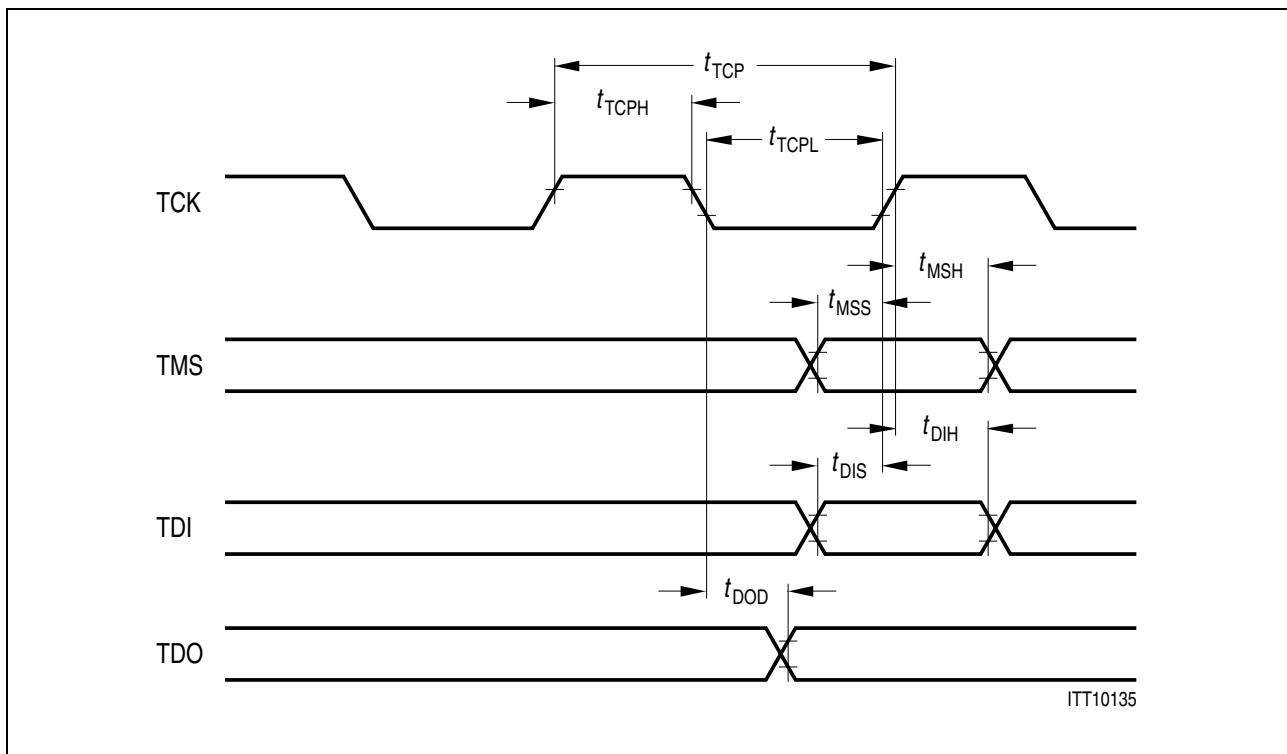 tTCP
tTCPH
tTCPL
TCK
tMSH
tMSS
TMS
tDIH
tDIS
TDI
tDOD
TDO
ITT10135